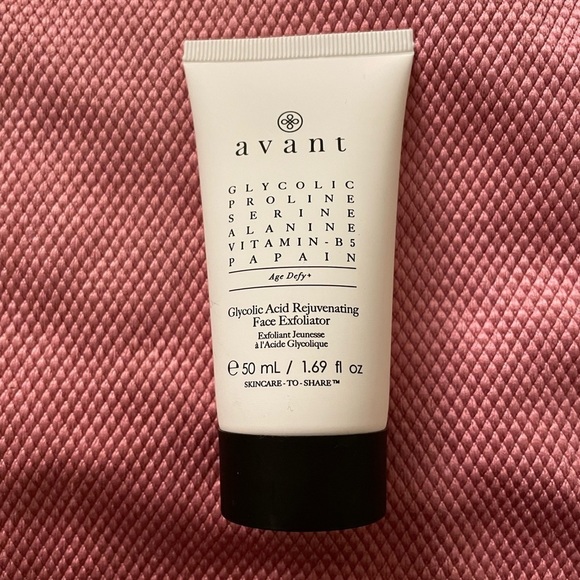 avant
GLYCOLIC
PROLINE
SERINE
ALANINE
VITAMIN-B5
PAPAIN
Age Defy+
Glycolic Acid Rejuvenating
Face Exfoliator
Exfoliant Jeunesse
à l'Acide Glycolique
℮ 50 mL / 1.69 fl oz
SKINCARE-TO-SHARE™